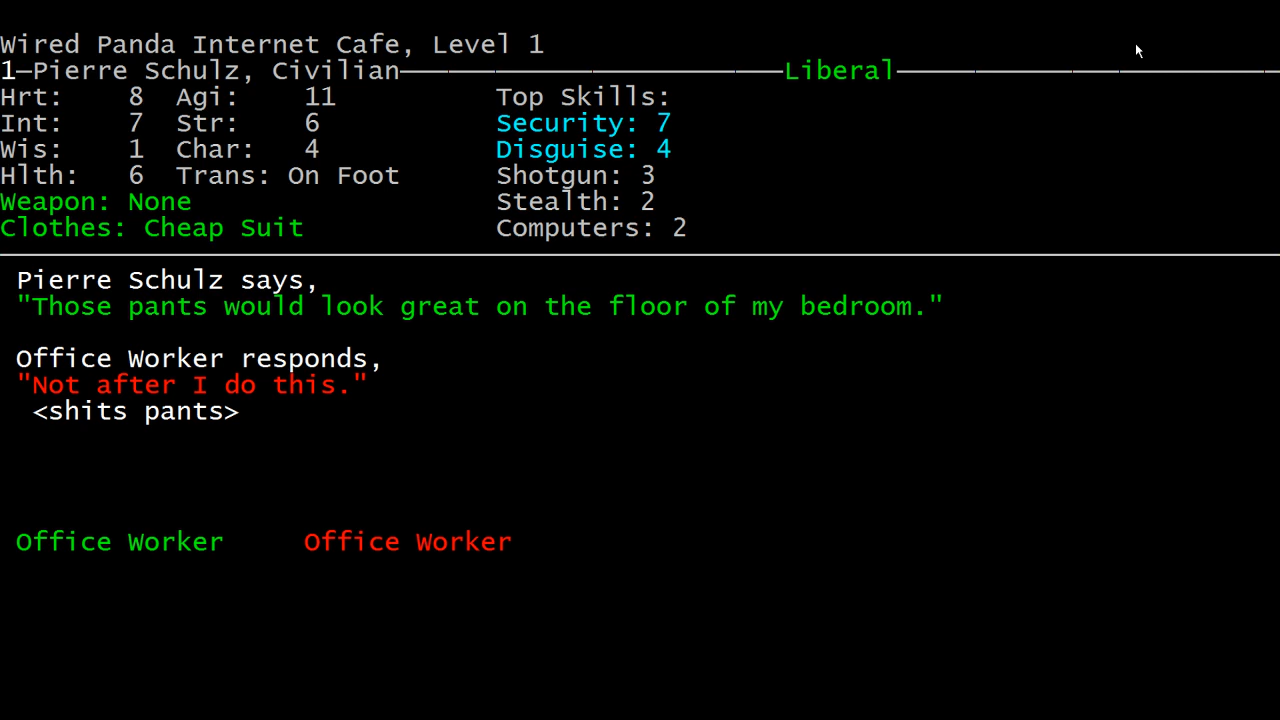 Wired Panda Internet Cafe, Level 1
1—Pierre Schulz, Civilian Liberal
Hrt: 8 Agi: 11 Top Skills:
Int: 7 Str: 6 Security: 7
Wis: 1 Char: 4 Disguise: 4
Hlth: 6 Trans: On Foot Shotgun: 3
Weapon: None Stealth: 2
Clothes: Cheap Suit Computers: 2
Pierre Schulz says,
"Those pants would look great on the floor of my bedroom."
Office Worker responds,
"Not after I do this."
<shits pants>
Office Worker Office Worker